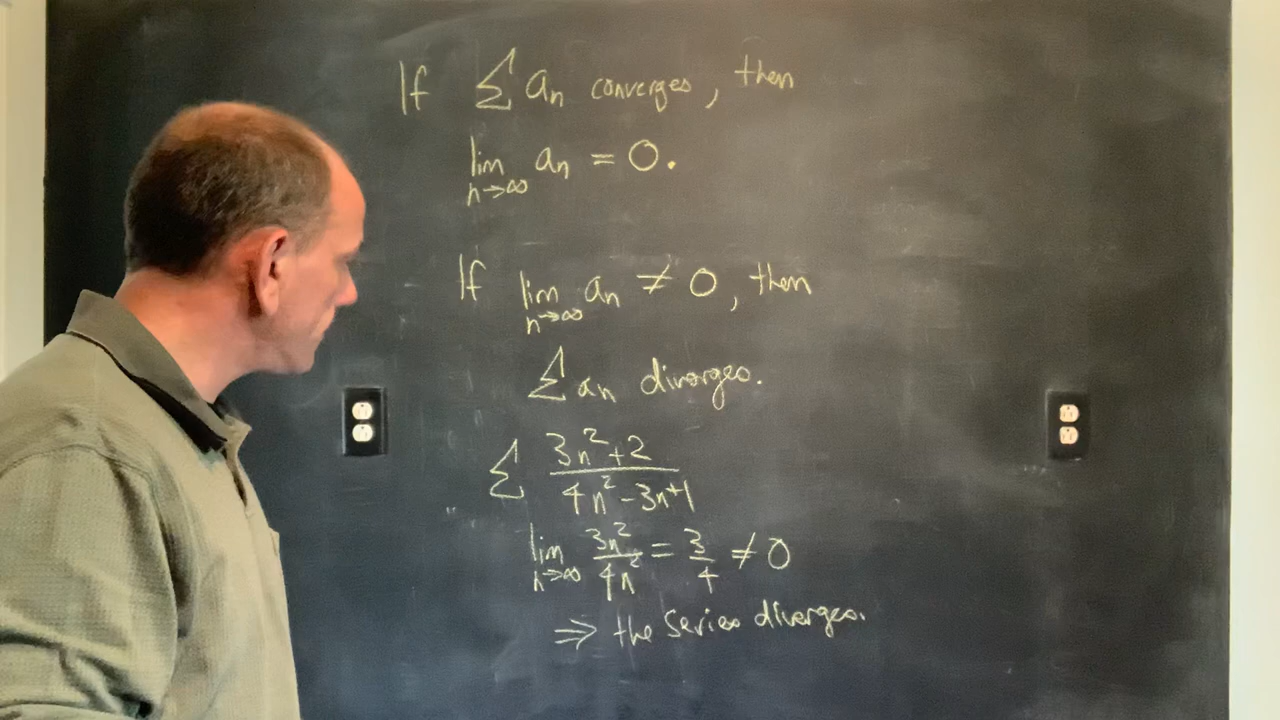 If ∑ an converges, then
lim n→∞ an = 0.
If lim n→∞ an ≠ 0, then
∑ an diverges.
∑ (3n²+2)/(4n²-3n+1)
lim n→∞ 3n²/4n² = 3/4 ≠ 0
⇒ the series diverges.